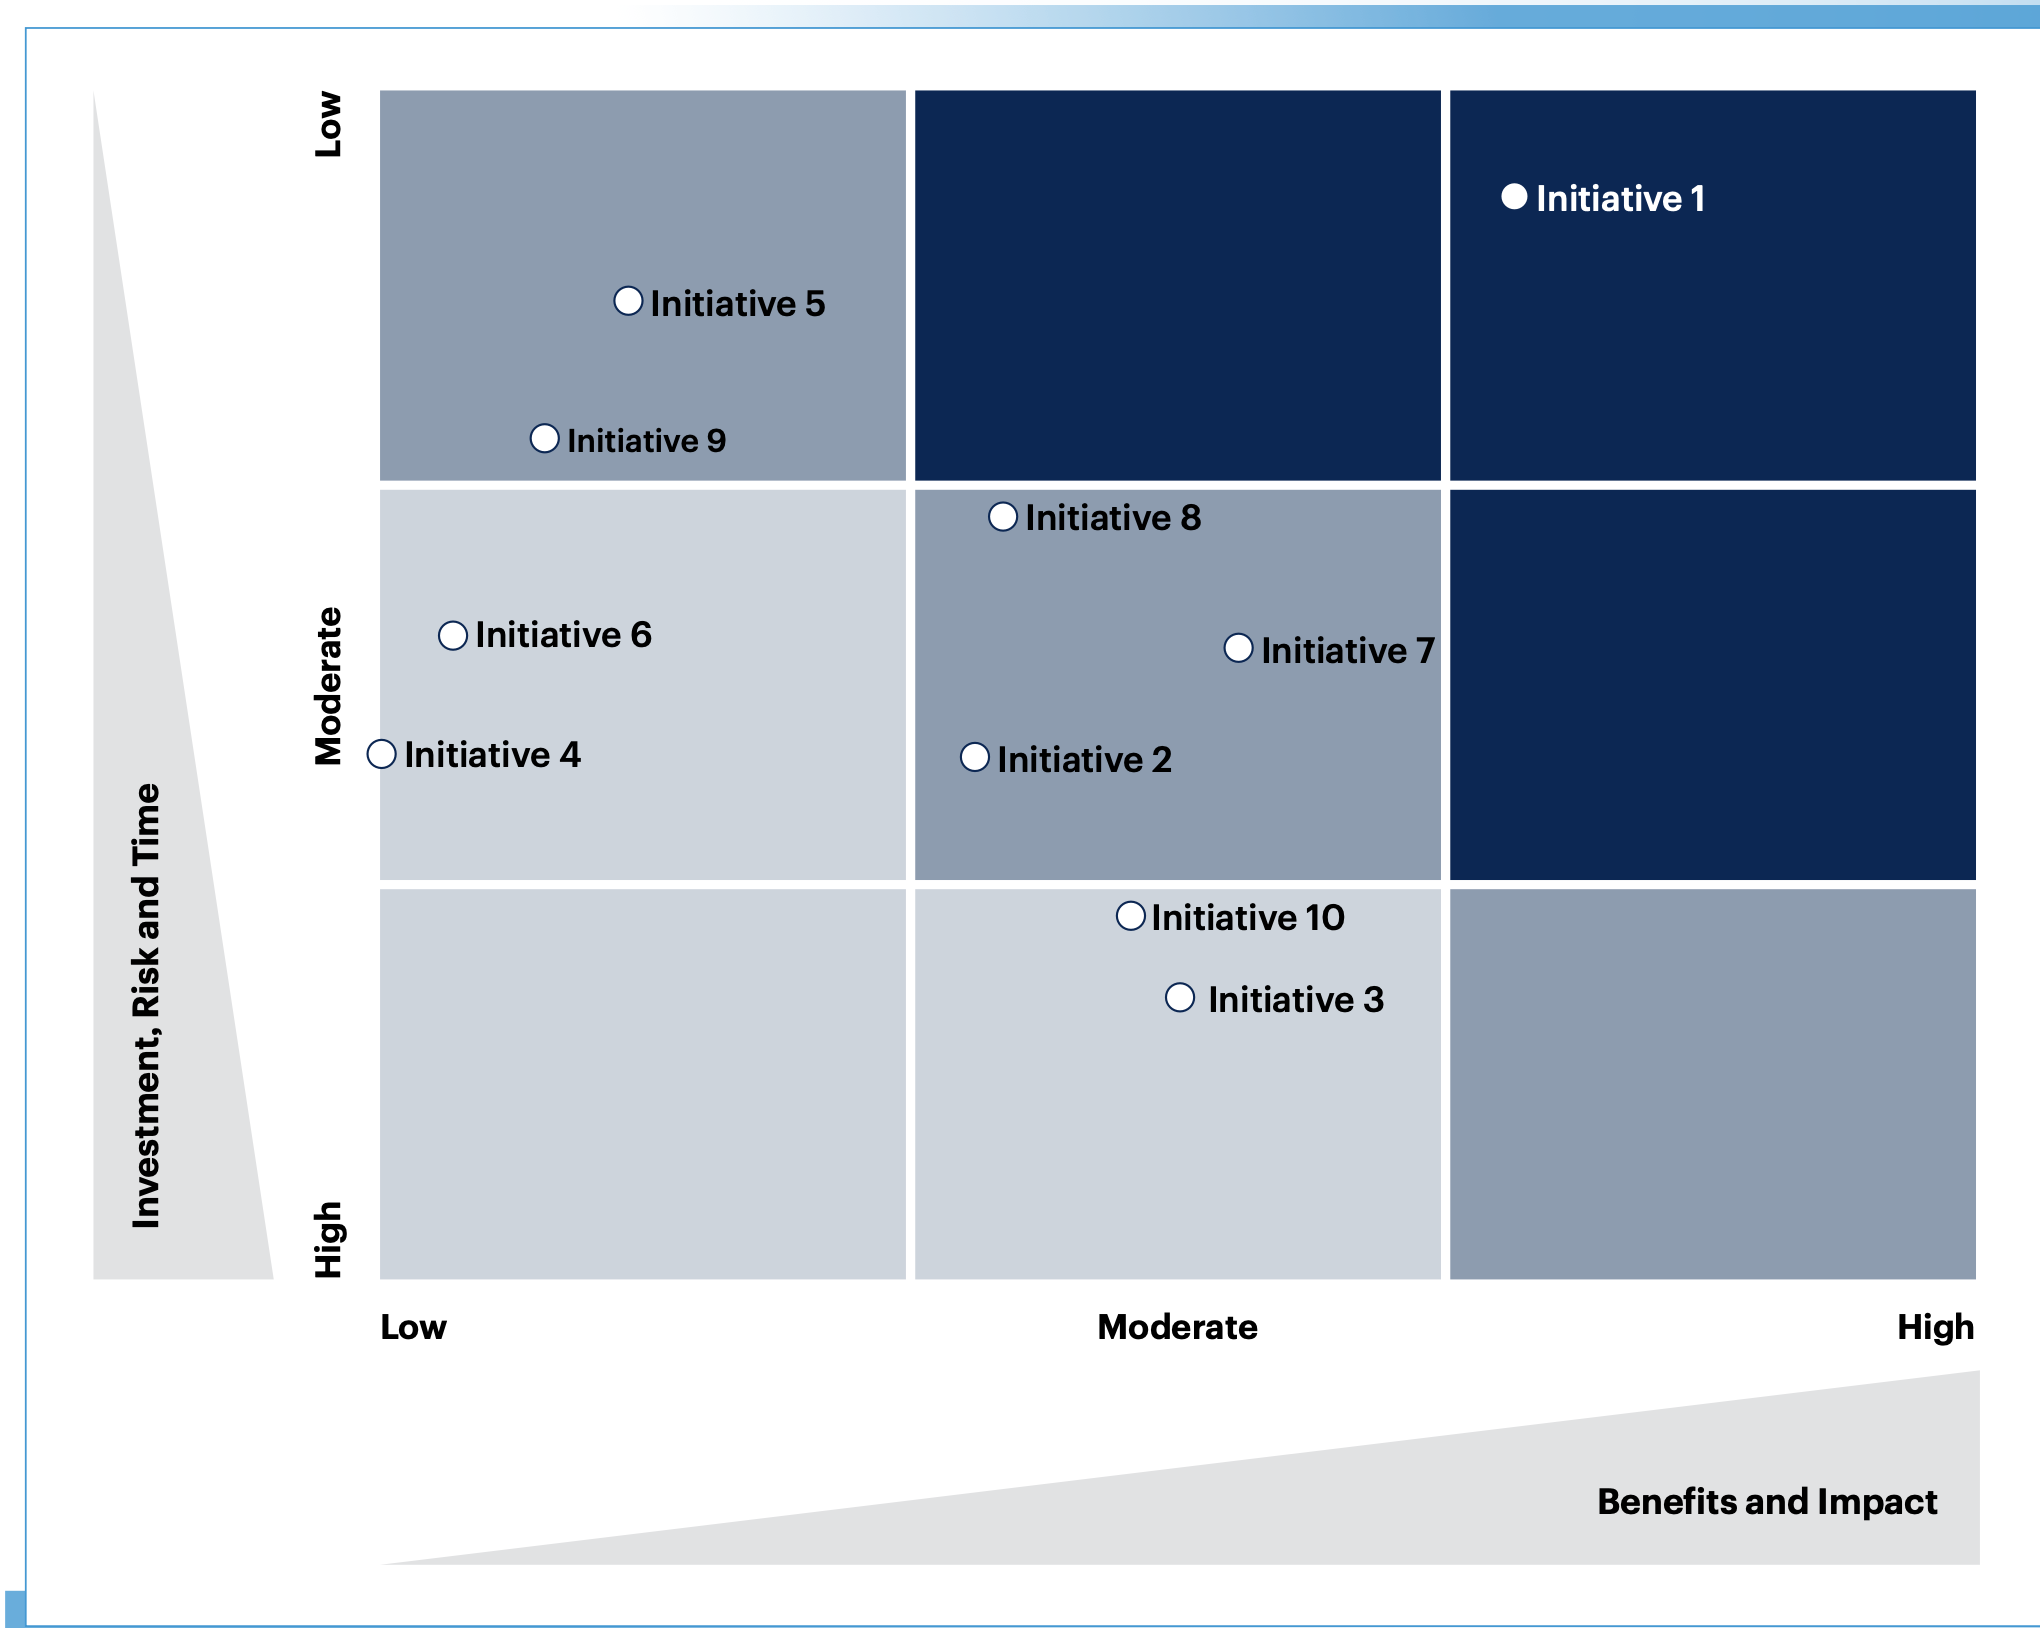 Low
Initiative 1
Initiative 5
Initiative 9
Initiative 8
Initiative 6
Initiative 7
Moderate
Initiative 4
Initiative 2
Investment, Risk and Time
Initiative 10
Initiative 3
High
Low
Moderate
High
Benefits and Impact